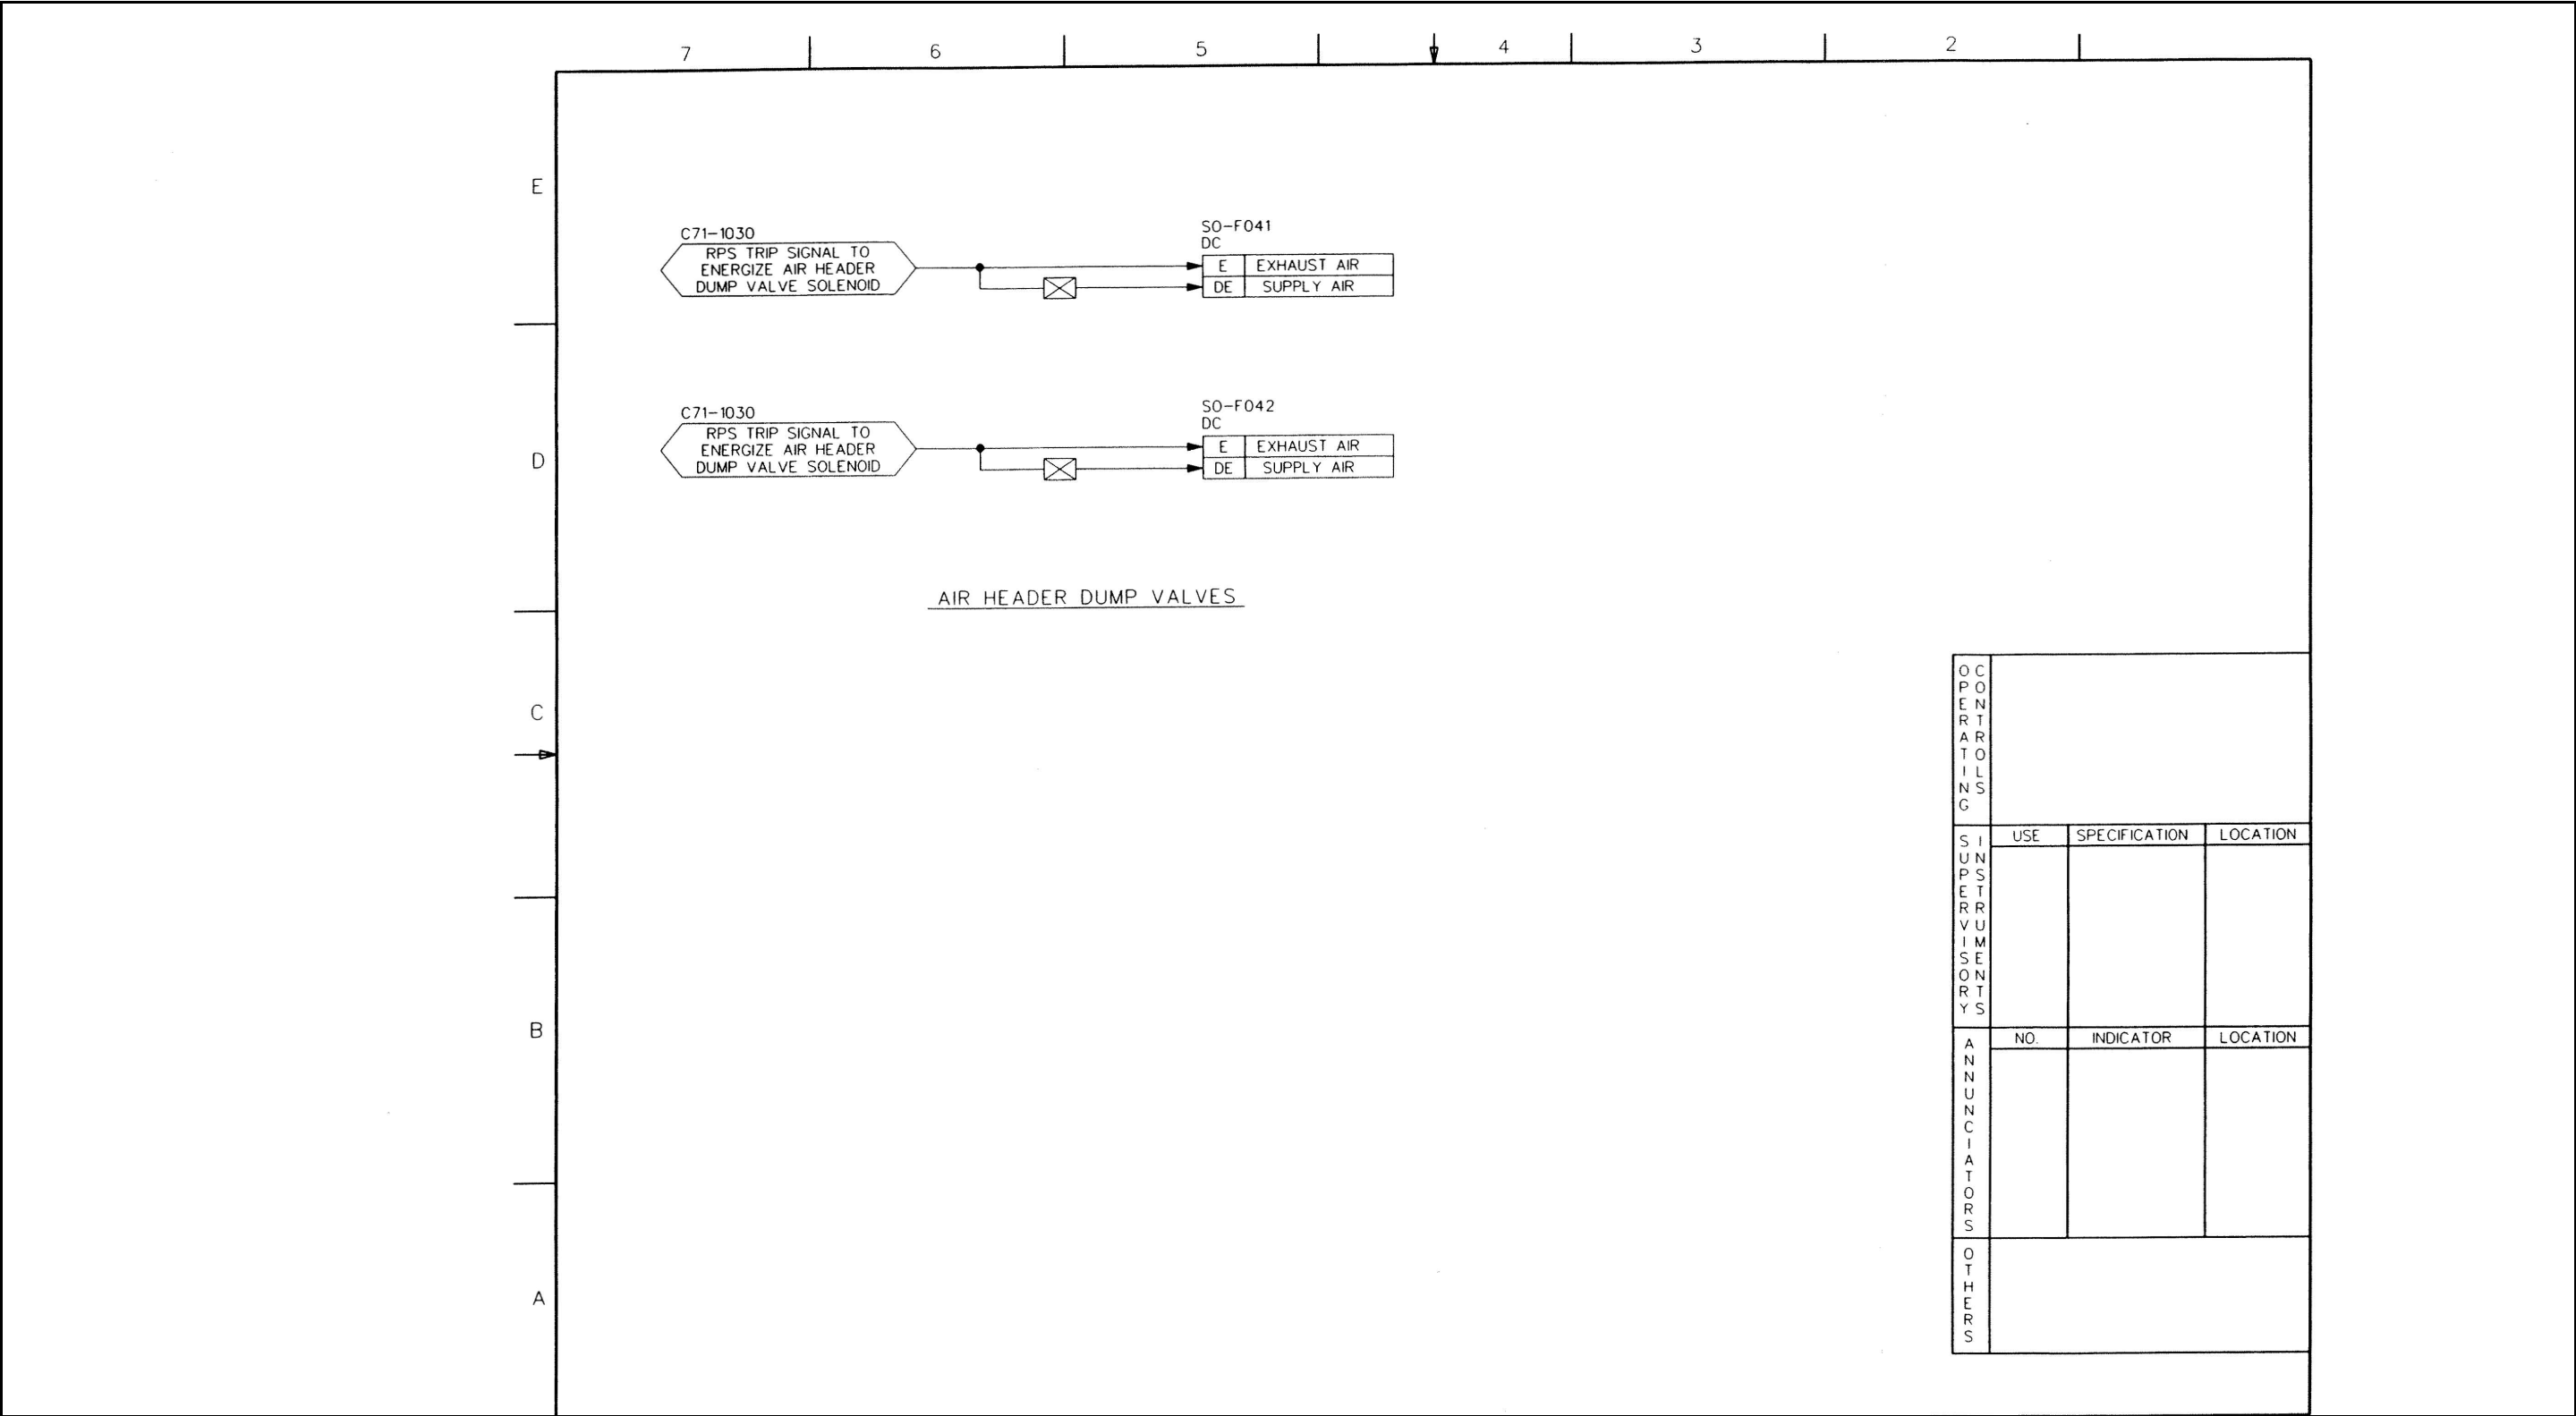 7 6 5 4 3 2
E
C71-1030
RPS TRIP SIGNAL TO
ENERGIZE AIR HEADER
DUMP VALVE SOLENOID
SO-F041
DC
E EXHAUST AIR
DE SUPPLY AIR
D
C71-1030
RPS TRIP SIGNAL TO
ENERGIZE AIR HEADER
DUMP VALVE SOLENOID
SO-F042
DC
E EXHAUST AIR
DE SUPPLY AIR
AIR HEADER DUMP VALVES
C
OPERATING
CONTROLS
SUPERVISORY
INSTRUMENTS
USE SPECIFICATION LOCATION
B
ANNUNCIATORS
NO. INDICATOR LOCATION
A
OTHERS